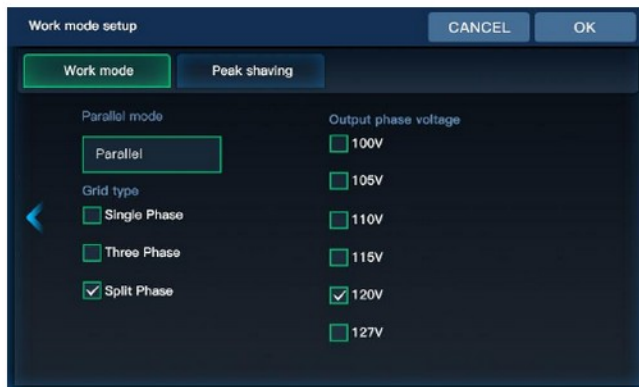 Work mode setup
CANCEL
OK
Work mode
Peak shaving
Parallel mode
Parallel
Grid type
Single Phase
Three Phase
Split Phase
Output phase voltage
100V
105V
110V
115V
120V
127V